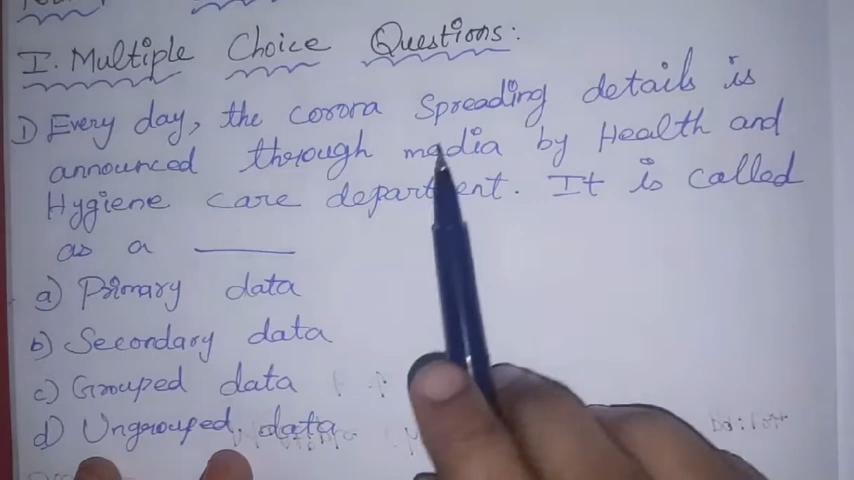 I. Multiple Choice Questions:
1) Every day, the corora Spreading details is
announced through media by Health and
Hygiene care department. It is called
as a ______
a) Primary data
b) Secondary data
c) Grouped data
d) Ungrouped data